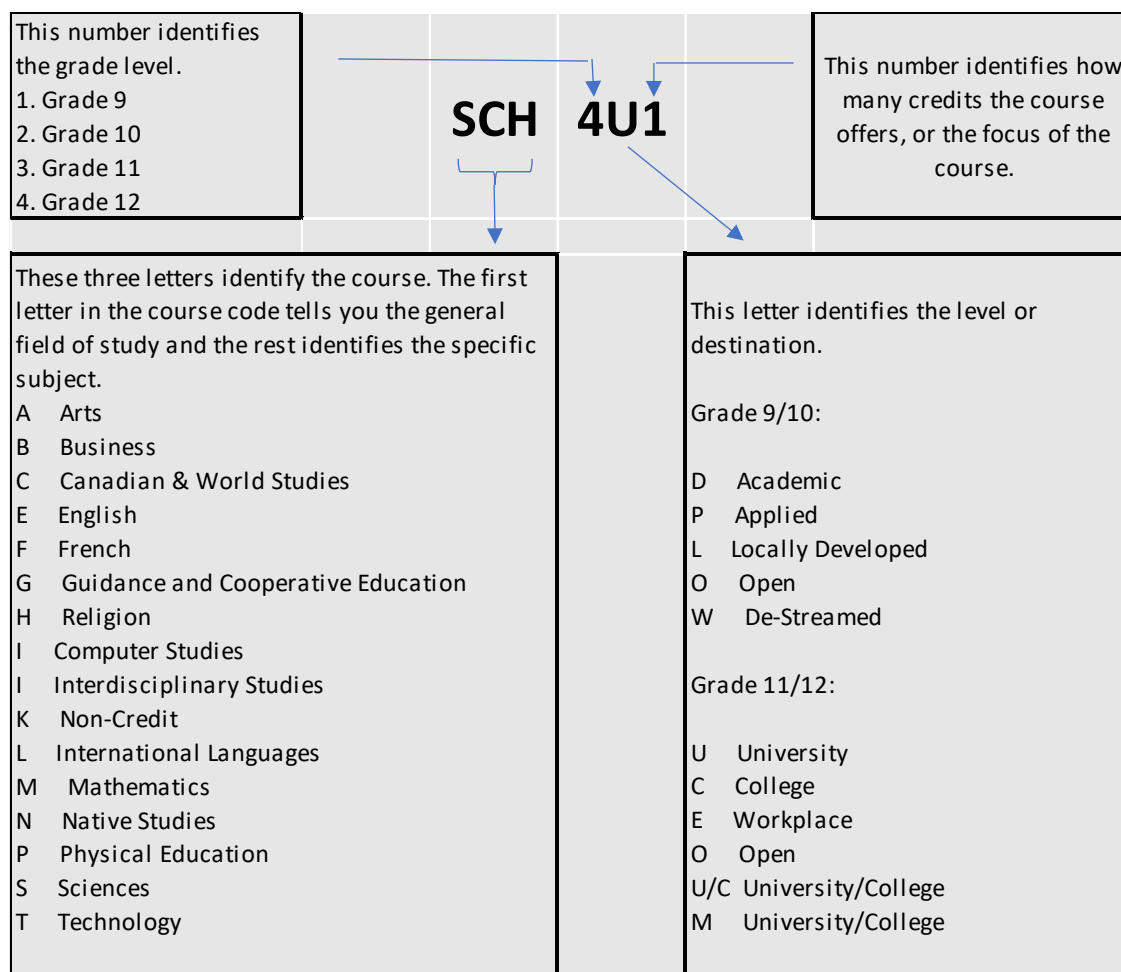 This number identifies
the grade level.
1. Grade 9
2. Grade 10
3. Grade 11
4. Grade 12
SCH 4U1
This number identifies how
many credits the course
offers, or the focus of the
course.
These three letters identify the course. The first
letter in the course code tells you the general
field of study and the rest identifies the specific
subject.
A Arts
B Business
C Canadian & World Studies
E English
F French
G Guidance and Cooperative Education
H Religion
I Computer Studies
I Interdisciplinary Studies
K Non-Credit
L International Languages
M Mathematics
N Native Studies
P Physical Education
S Sciences
T Technology
This letter identifies the level or
destination.
Grade 9/10:
D Academic
P Applied
L Locally Developed
O Open
W De-Streamed
Grade 11/12:
U University
C College
E Workplace
O Open
U/C University/College
M University/College